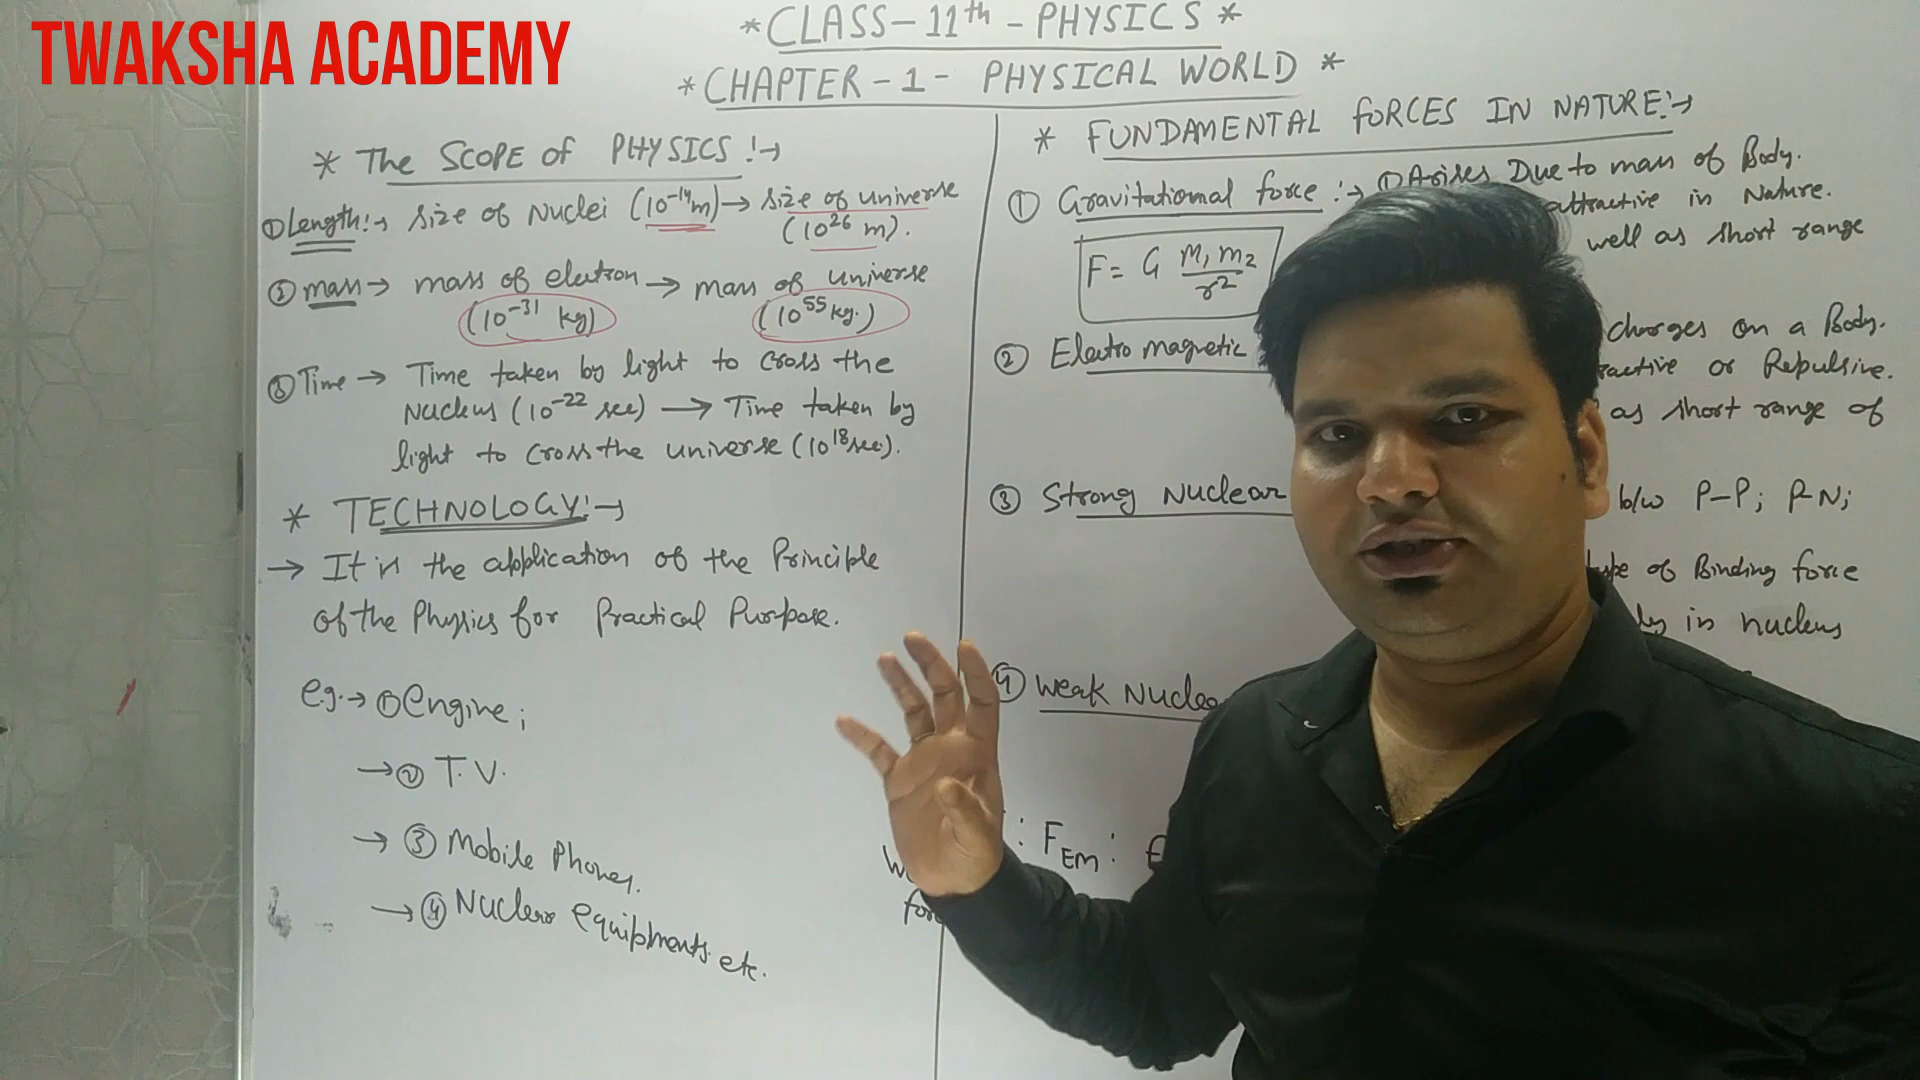 TWAKSHA ACADEMY
* CLASS - 11th - PHYSICS *
* CHAPTER - 1 - PHYSICAL WORLD *
* The SCOPE of PHYSICS :→
① Length :→ size of Nuclei (10⁻¹⁴m) → size of universe
(10²⁶ m).
② mass → mass of electron → mass of universe
(10⁻³¹ kg) (10⁵⁵ kg.)
③ Time → Time taken by light to cross the
Nucleus (10⁻²² sec) → Time taken by
light to cross the universe (10¹⁸ sec).
* TECHNOLOGY :→
→ It is the application of the Principle
of the Physics for Practical Purpose.
e.g. → ① engine;
→ ② T.V.
→ ③ Mobile Phones.
→ ④ Nuclear equipments etc.
* FUNDAMENTAL FORCES IN NATURE :→
① Gravitational force :→ ① Arises Due to mass of Body.
attractive in Nature.
well as short range
F = G M₁m₂/r²
② Electromagnetic
charges on a Body.
ractive or Repulsive.
as short range of
③ Strong Nuclear
b/w P-P; P-N;
type of Binding force
ly in nucleus
④ Weak Nuclea
: F_EM :
for